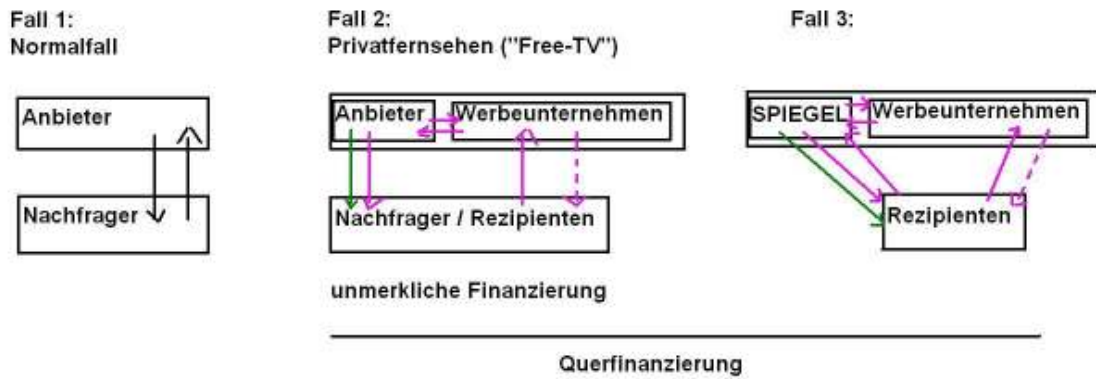 Fall 1:
Normalfall
Anbieter
Nachfrager
Fall 2:
Privatfernsehen ("Free-TV")
Anbieter
Werbeunternehmen
Nachfrager / Rezipienten
unmerkliche Finanzierung
Fall 3:
SPIEGEL
Werbeunternehmen
Rezipienten
Querfinanzierung